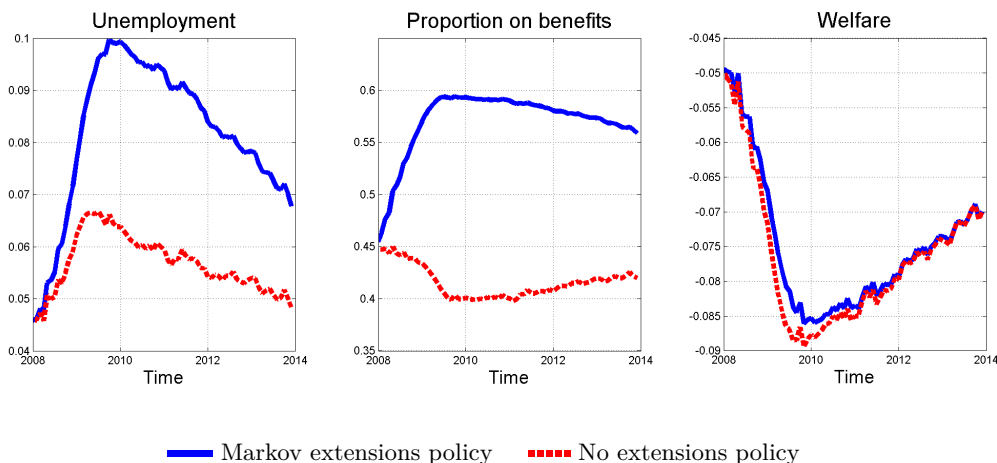 Unemployment
0.1
0.09
0.08
0.07
0.06
0.05
0.04
2008 2010 2012 2014
Time
Proportion on benefits
0.6
0.55
0.5
0.45
0.4
0.35
2008 2010 2012 2014
Time
Welfare
-0.045
-0.05
-0.055
-0.06
-0.065
-0.07
-0.075
-0.08
-0.085
-0.09
2008 2010 2012 2014
Time
Markov extensions policy No extensions policy